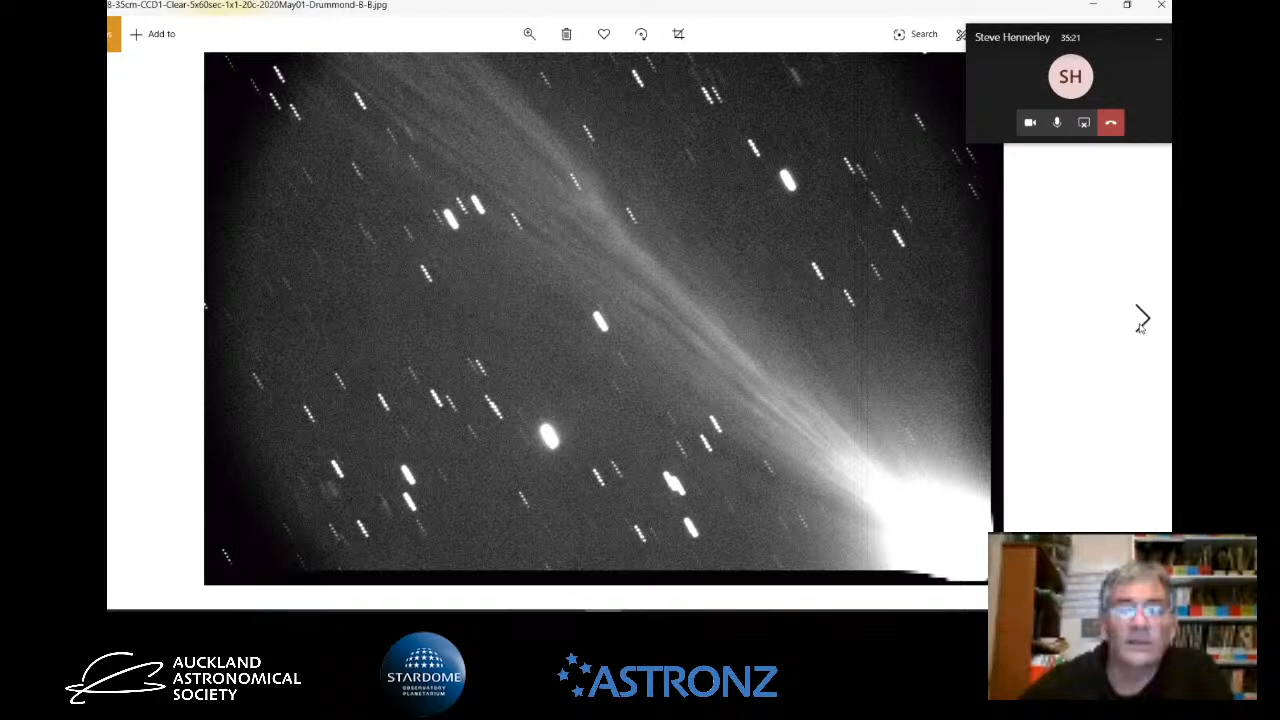 8-35cm-CCD1-Clear-5x60sec-1x1-20c-2020May01-Drummond-B-B.jpg
Add to
Search
Steve Hennerley 35:21
SH
AUCKLAND
ASTRONOMICAL
SOCIETY
STARDOME
OBSERVATORY
PLANETARIUM
ASTRONZ